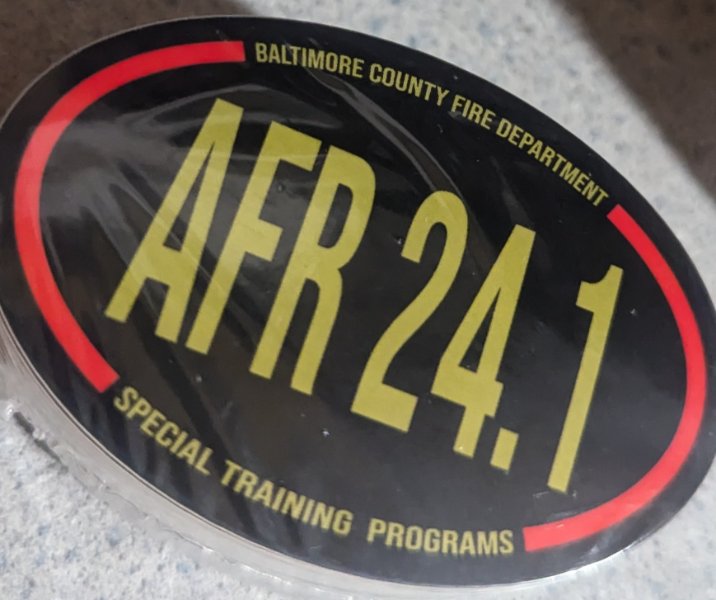 BALTIMORE COUNTY FIRE DEPARTMENT
AFR 24.1
SPECIAL TRAINING PROGRAMS